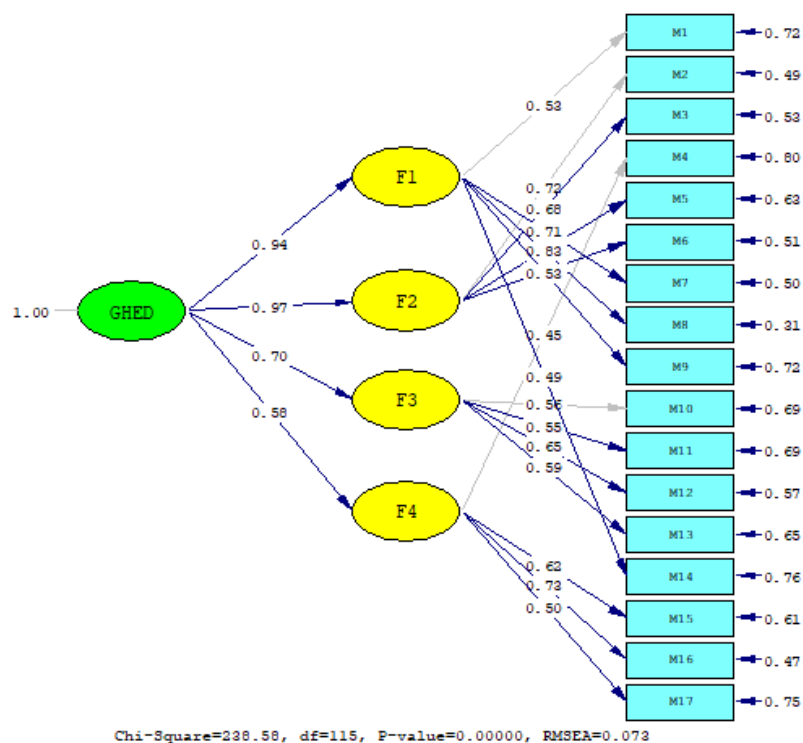 M1 0.72
M2 0.49
0.53
M3 0.53
M4 0.80
F1
0.72
M5 0.63
0.68
0.71
M6 0.51
0.94
0.83
0.53
M7 0.50
F2
0.97
1.00 GHED
M8 0.31
0.45
0.70
M9 0.72
0.49
F3
0.56
M10 0.69
0.58
0.55
0.65
M11 0.69
0.59
M12 0.57
F4
M13 0.65
0.62
M14 0.76
0.73
0.50
M15 0.61
M16 0.47
M17 0.75
Chi-Square=238.58, df=115, P-value=0.00000, RMSEA=0.073